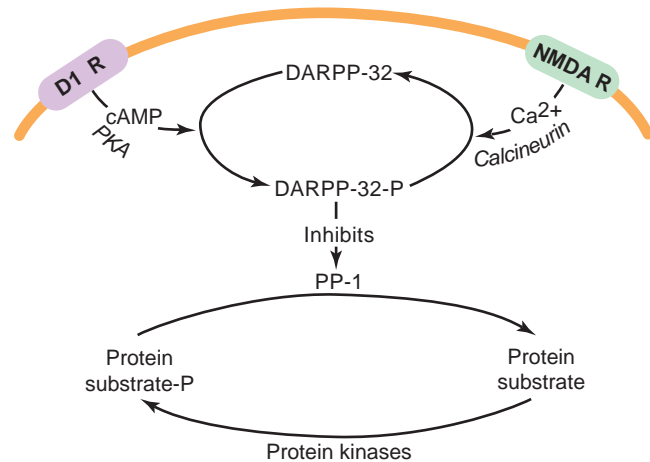 D1 R
NMDA R
DARPP-32
cAMP
PKA
Ca2+
Calcineurin
DARPP-32-P
Inhibits
PP-1
Protein
substrate-P
Protein
substrate
Protein kinases